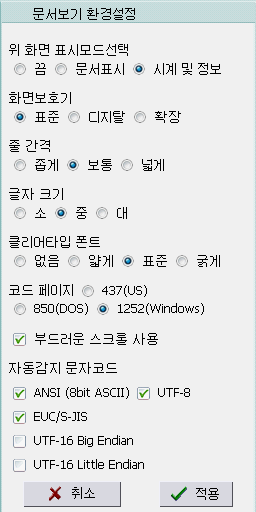 문서보기 환경설정
위 화면 표시모드선택
끔 문서표시 시계 및 정보
화면보호기
표준 디지탈 확장
줄 간격
좁게 보통 넓게
글자 크기
소 중 대
클리어타입 폰트
없음 얇게 표준 굵게
코드 페이지 437(US)
850(DOS) 1252(Windows)
부드러운 스크롤 사용
자동감지 문자코드
ANSI (8bit ASCII) UTF-8
EUC/S-JIS
UTF-16 Big Endian
UTF-16 Little Endian
취소 적용